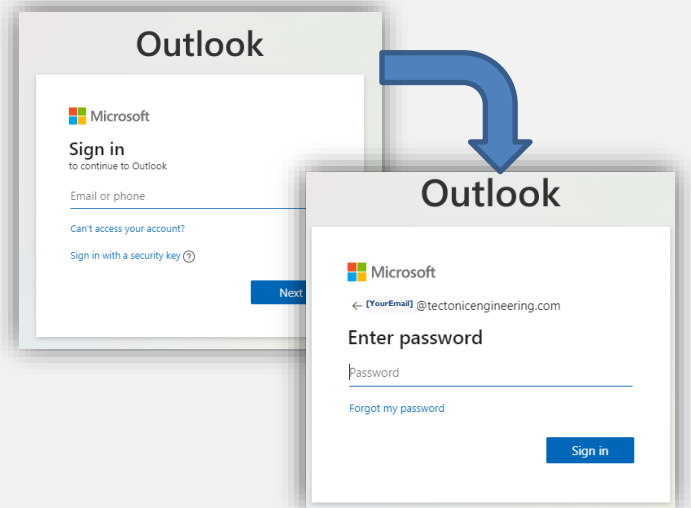 Outlook
Microsoft
Sign in
to continue to Outlook
Email or phone
Can't access your account?
Sign in with a security key ?
Next
Outlook
Microsoft
← [YourEmail] @tectonicengineering.com
Enter password
Password
Forgot my password
Sign in